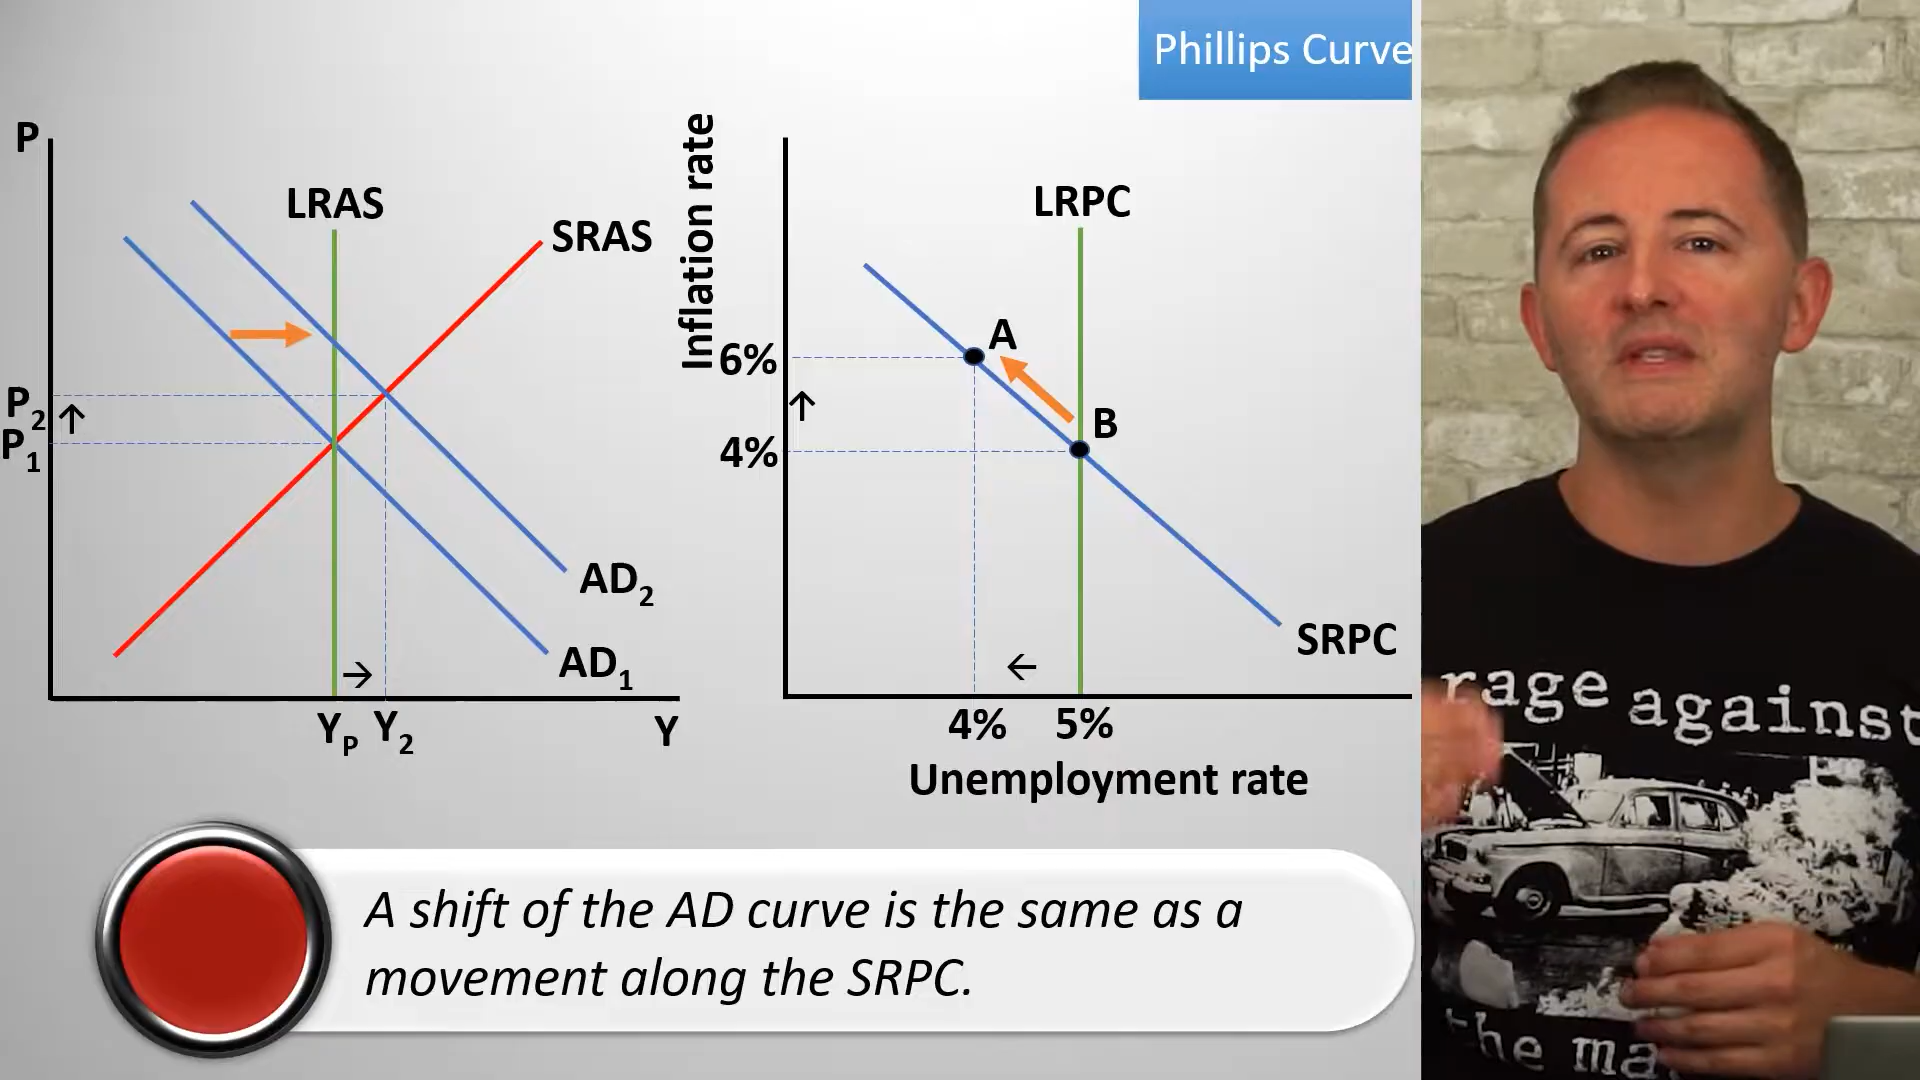 Phillips Curve
P
LRAS
SRAS
P2
P1
AD2
AD1
YP Y2
Y
Inflation rate
LRPC
A
6%
B
4%
SRPC
4% 5%
Unemployment rate
A shift of the AD curve is the same as a
movement along the SRPC.
rage against
the ma